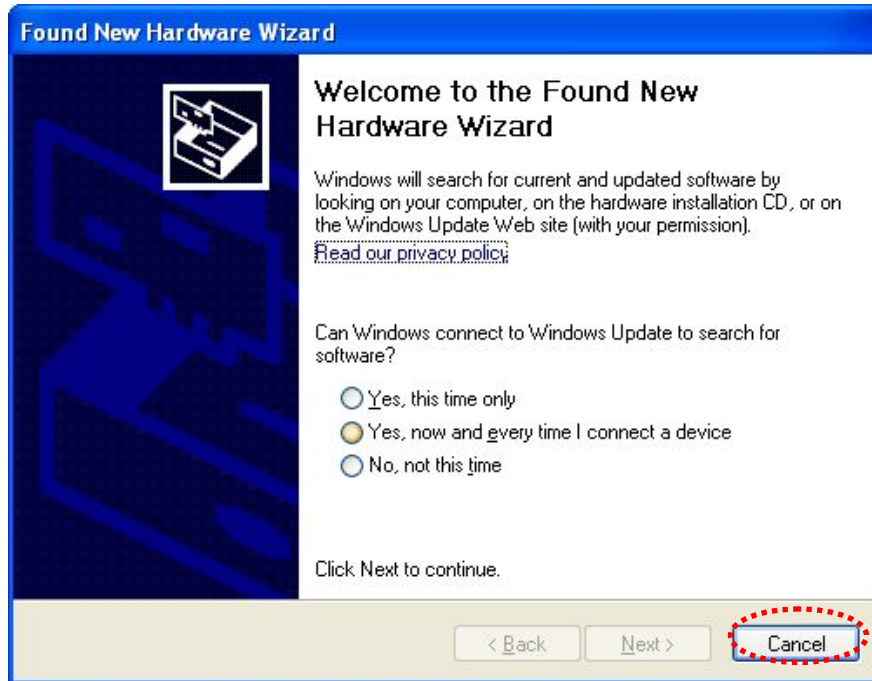 Found New Hardware Wizard
Welcome to the Found New
Hardware Wizard
Windows will search for current and updated software by
looking on your computer, on the hardware installation CD, or on
the Windows Update Web site (with your permission).
Read our privacy policy
Can Windows connect to Windows Update to search for
software?
Yes, this time only
Yes, now and every time I connect a device
No, not this time
Click Next to continue.
< Back Next > Cancel